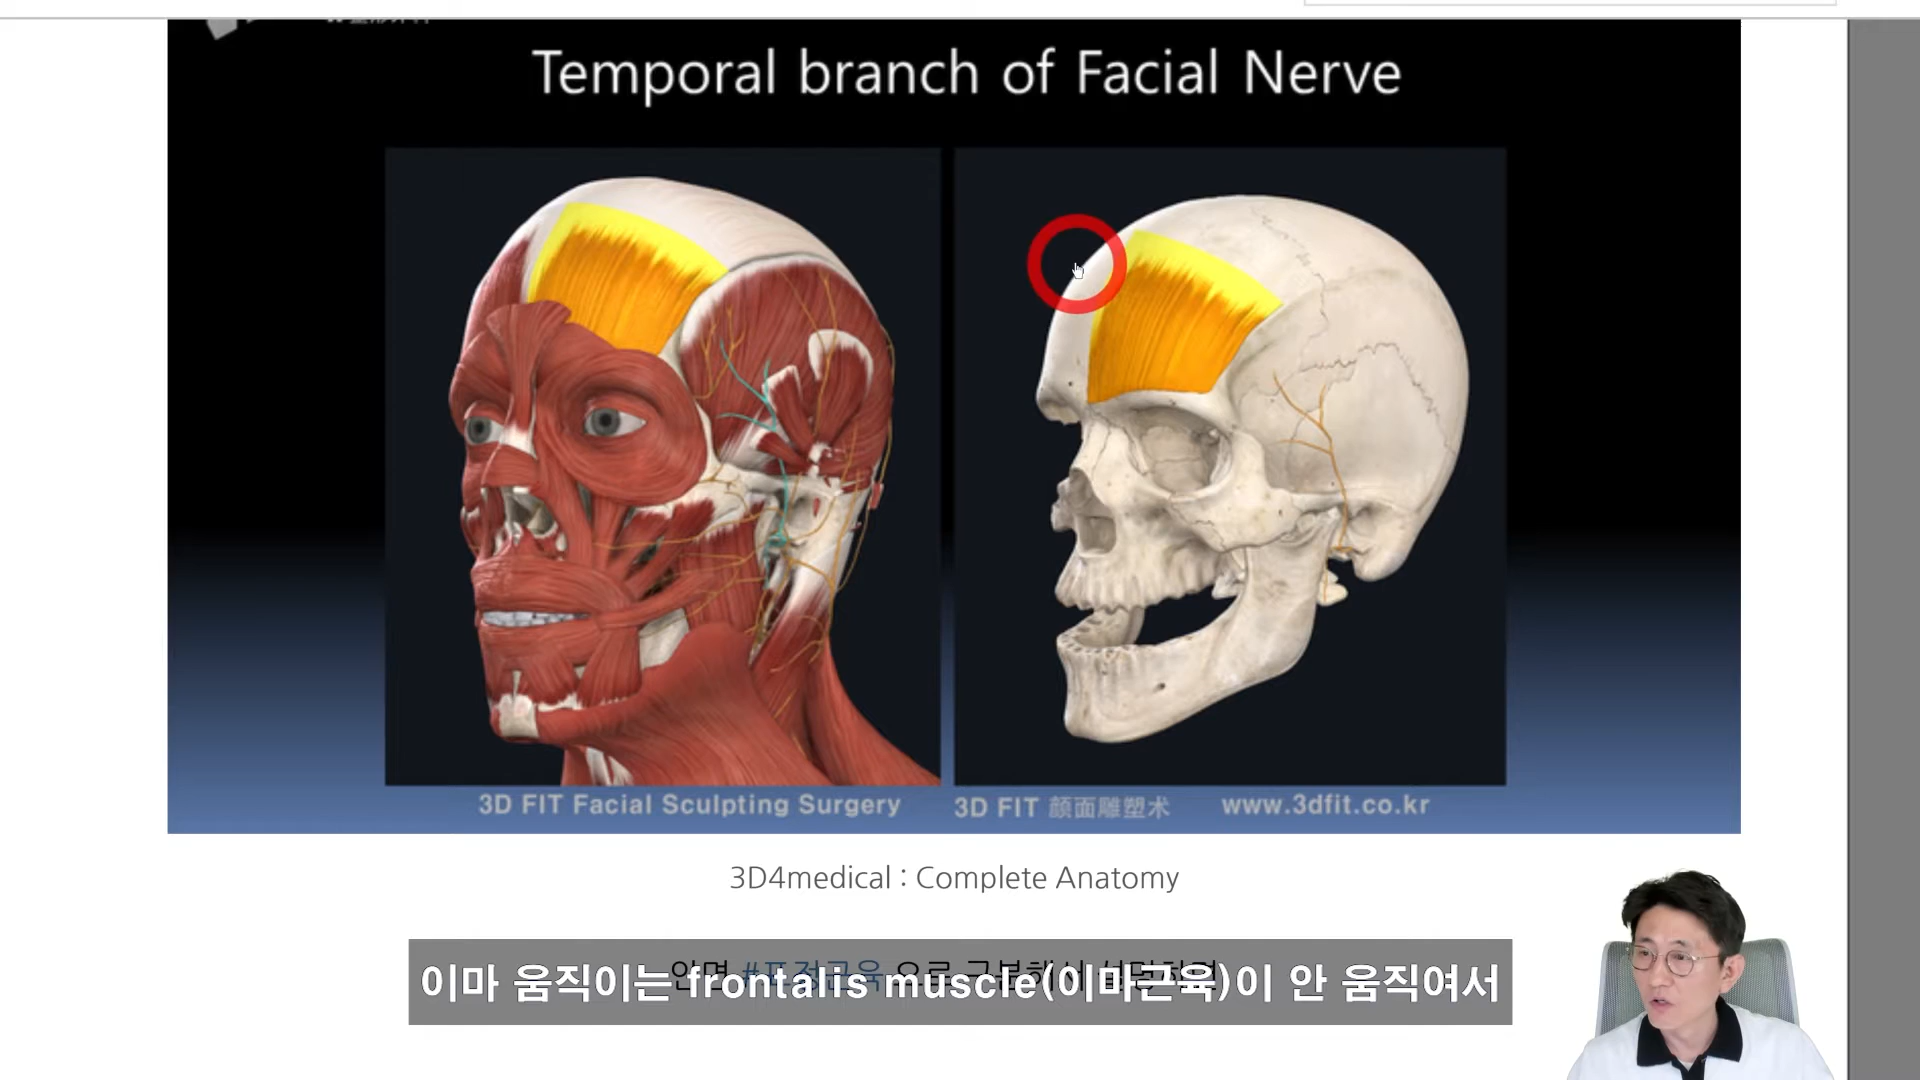 Temporal branch of Facial Nerve
3D FIT Facial Sculpting Surgery
3D FIT 颜面雕塑术
www.3dfit.co.kr
3D4medical : Complete Anatomy
이마 움직이는 frontalis muscle(이마근육)이 안 움직여서